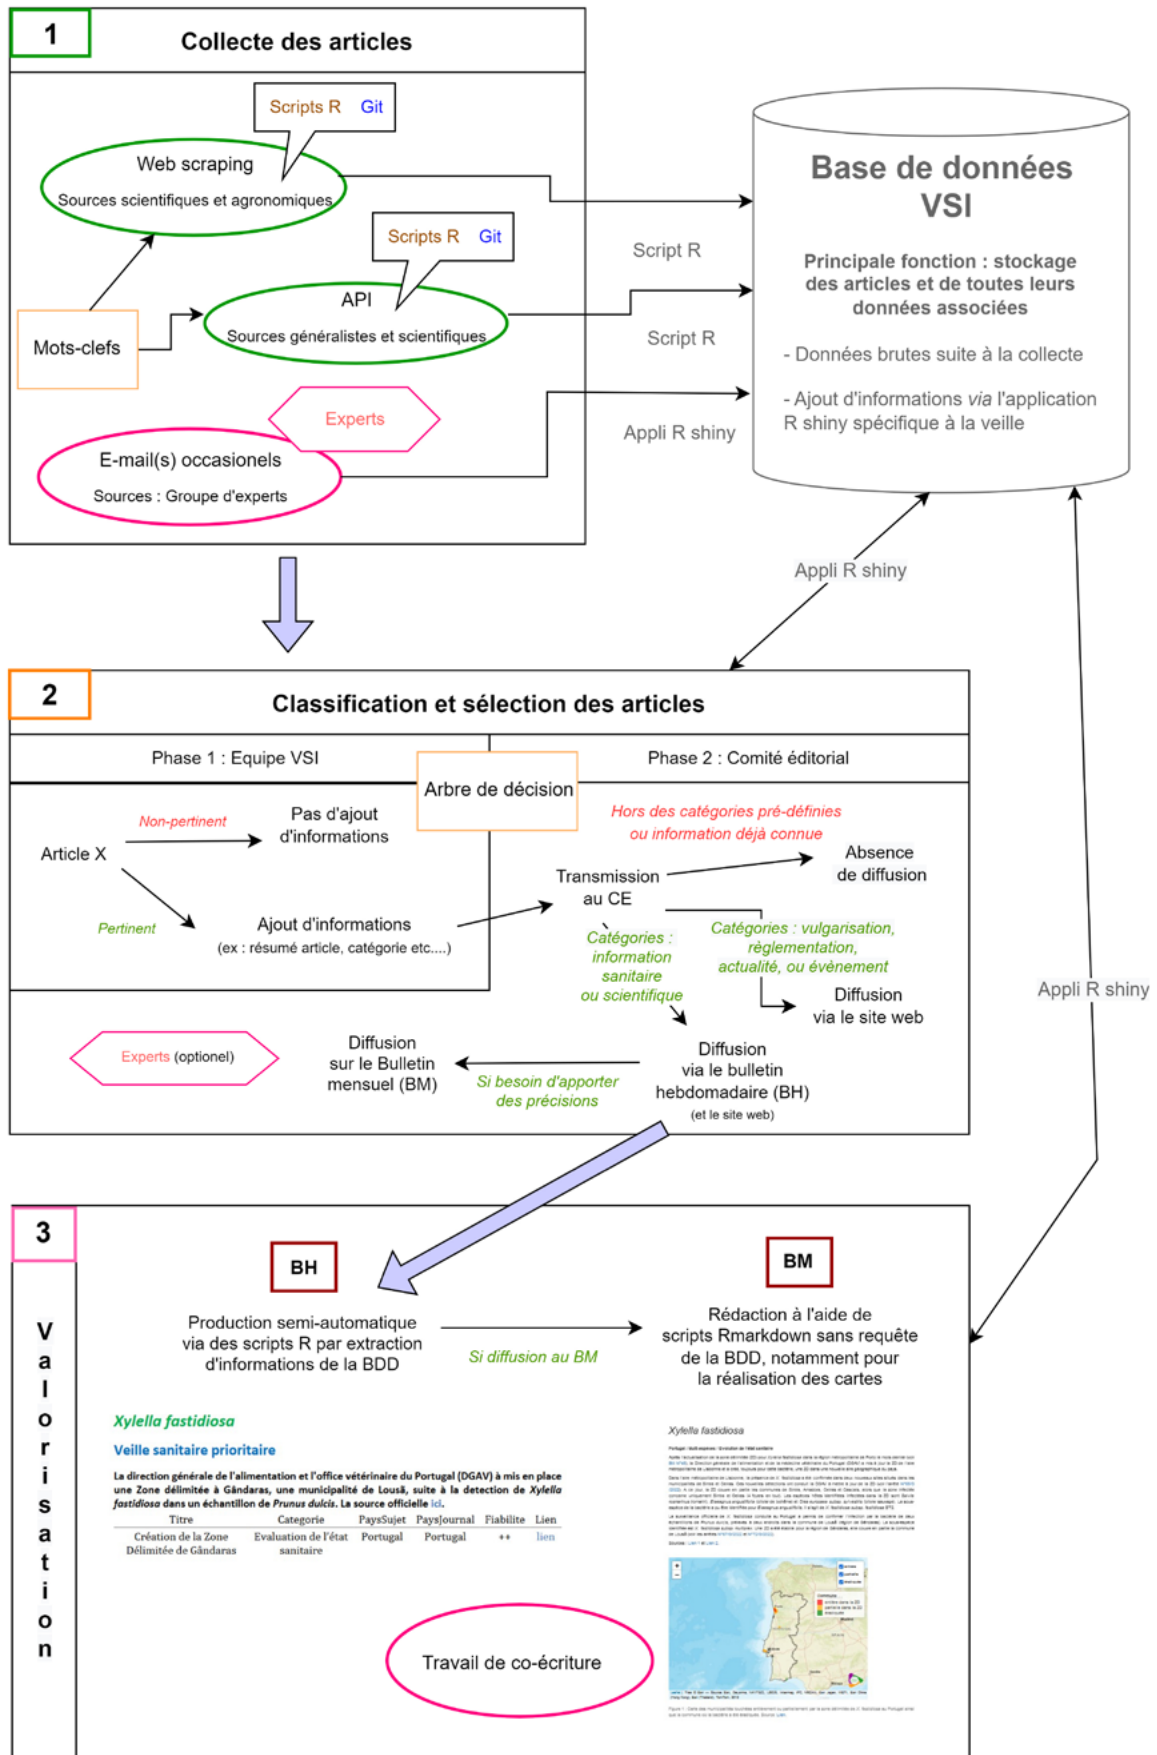 1
Collecte des articles
Scripts R Git
Web scraping
Sources scientifiques et agronomiques
Scripts R Git
API
Sources généralistes et scientifiques
Mots-clefs
Experts
E-mail(s) occasionels
Sources : Groupe d'experts
Script R
Script R
Appli R shiny
Base de données
VSI
Principale fonction : stockage
des articles et de toutes leurs
données associées
- Données brutes suite à la collecte
- Ajout d'informations via l'application
R shiny spécifique à la veille
Appli R shiny
2
Classification et sélection des articles
Phase 1 : Equipe VSI
Phase 2 : Comité éditorial
Arbre de décision
Article X
Non-pertinent
Pas d'ajout
d'informations
Pertinent
Ajout d'informations
(ex : résumé article, catégorie etc....)
Hors des catégories pré-définies
ou information déjà connue
Transmission
au CE
Absence
de diffusion
Catégories :
information
sanitaire
ou scientifique
Catégories : vulgarisation,
règlementation,
actualité, ou évènement
Diffusion
via le site web
Appli R shiny
Experts (optionel)
Diffusion
sur le Bulletin
mensuel (BM)
Si besoin d'apporter
des précisions
Diffusion
via le bulletin
hebdomadaire (BH)
(et le site web)
3
Valorisation
BH
Production semi-automatique
via des scripts R par extraction
d'informations de la BDD
Si diffusion au BM
BM
Rédaction à l'aide de
scripts Rmarkdown sans requête
de la BDD, notamment pour
la réalisation des cartes
Xylella fastidiosa
Veille sanitaire prioritaire
La direction générale de l'alimentation et l'office vétérinaire du Portugal (DGAV) à mis en place
une Zone délimitée à Gândaras, une municipalité de Lousã, suite à la detection de Xylella
fastidiosa dans un échantillon de Prunus dulcis. La source officielle ici.
Titre Categorie PaysSujet PaysJournal Fiabilite Lien
Création de la Zone Evaluation de l'état Portugal Portugal ++ lien
Délimitée de Gândaras sanitaire
Xylella fastidiosa
Travail de co-écriture